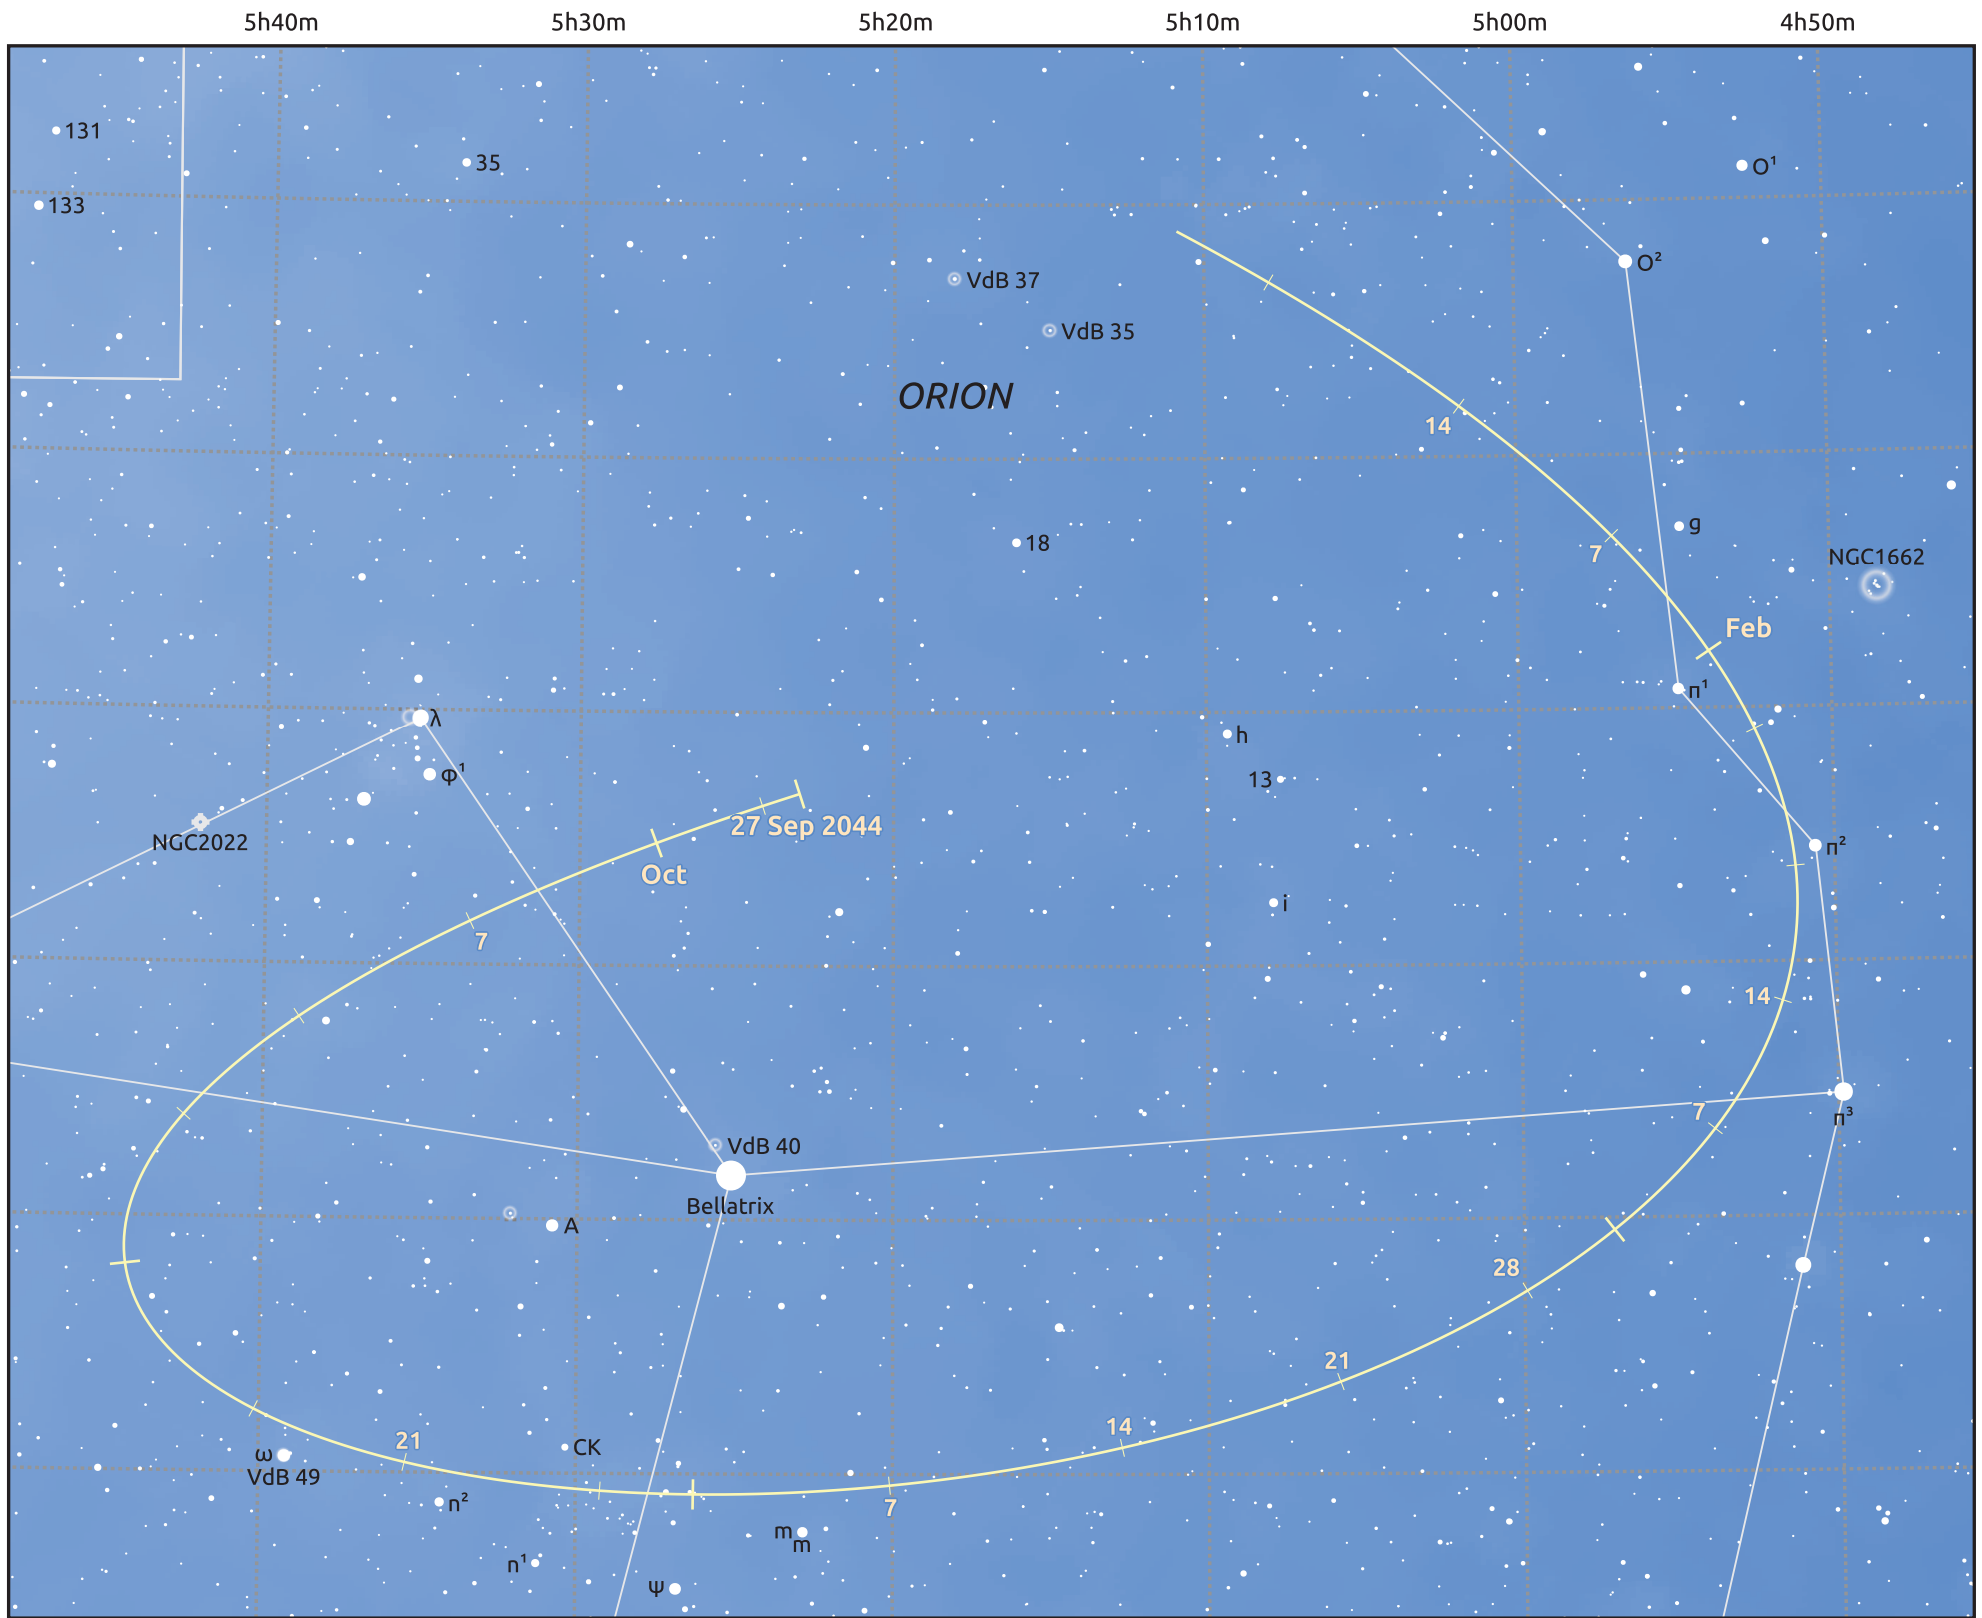 5h40m 5h30m 5h20m 5h10m 5h00m 4h50m
131
35
O¹
133
O²
VdB 37
VdB 35
ORION
14
18
g
7
NGC1662
Feb
π¹
λ
h
φ¹
13
27 Sep 2044
NGC2022
π²
Oct
i
7
14
7
π³
VdB 40
Bellatrix
A
28
21
14
21
CK
ω
VdB 49
n²
7
m
m
n¹
ψ